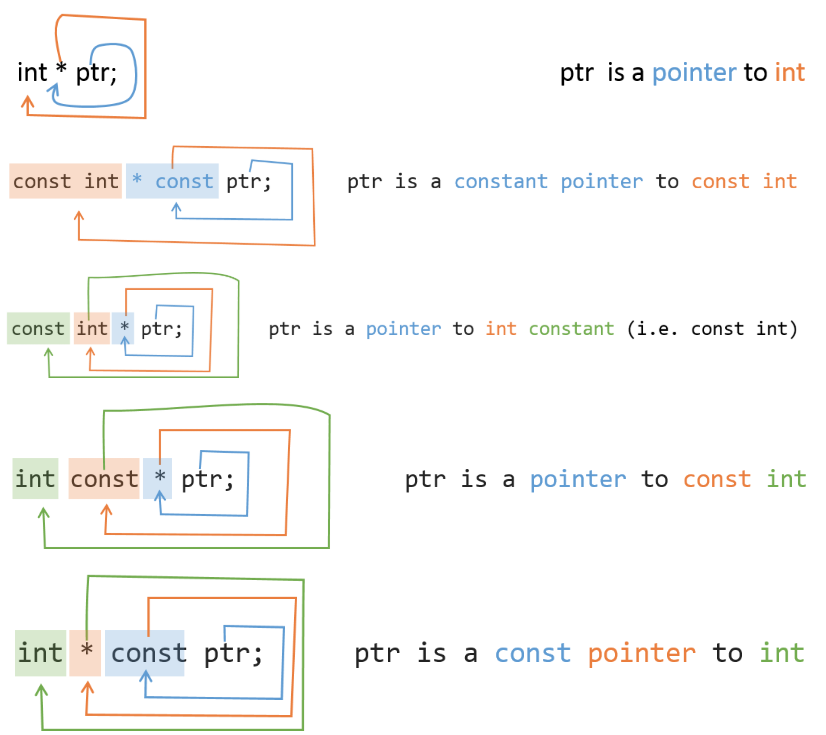 int * ptr; ptr is a pointer to int
const int * const ptr; ptr is a constant pointer to const int
const int * ptr; ptr is a pointer to int constant (i.e. const int)
int const * ptr; ptr is a pointer to const int
int * const ptr; ptr is a const pointer to int